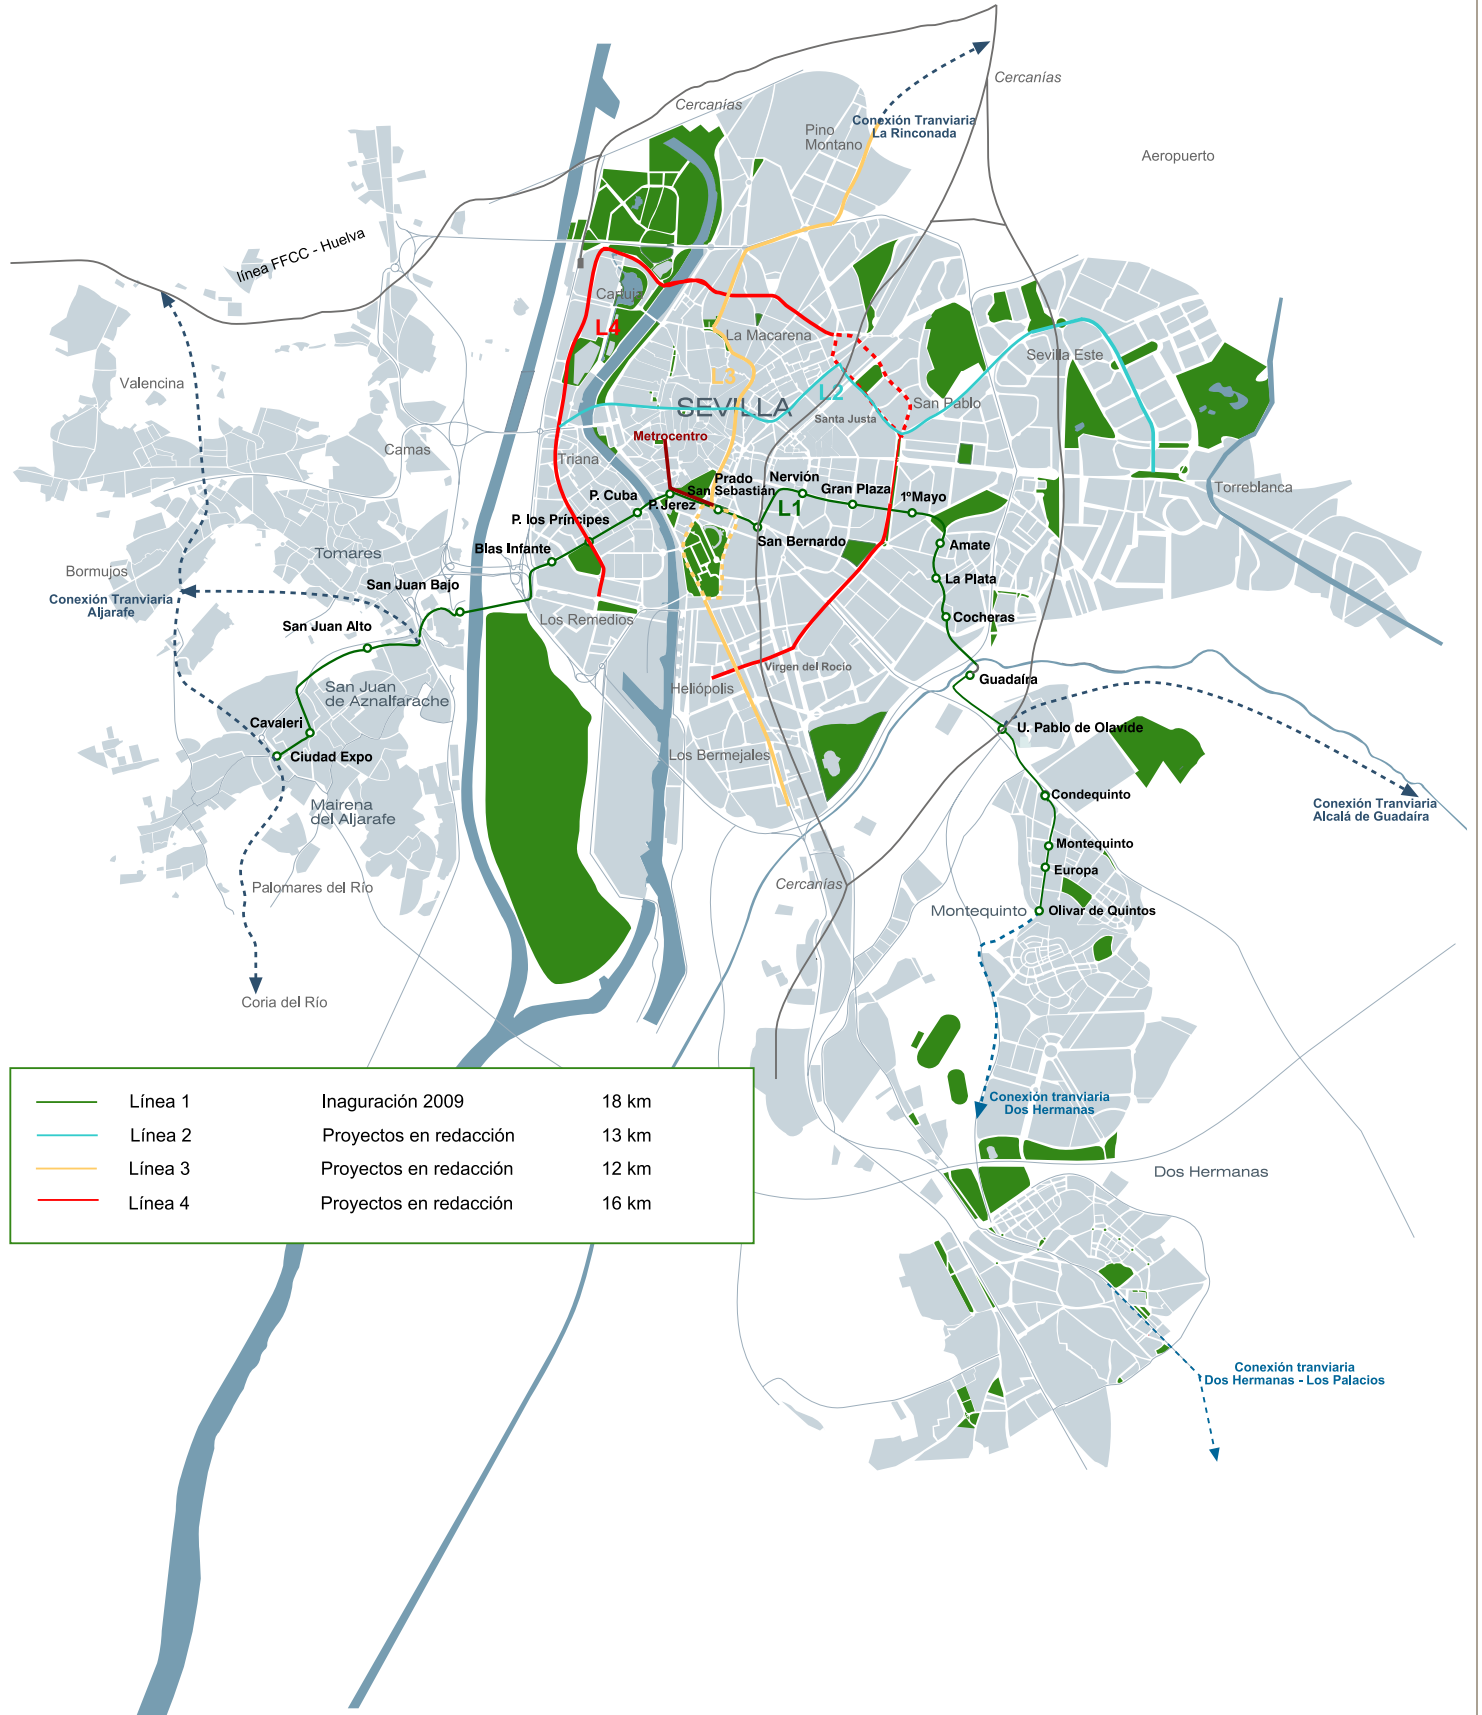 Cercanías
Cercanías
Conexión Tranviaria
La Rinconada
Pino
Montano
Aeropuerto
línea FFCC - Huelva
Cartuja
L4
La Macarena
Sevilla Este
Valencina
L3
L2
SEVILLA
San Pablo
Santa Justa
Metrocentro
Camas
Triana
Torreblanca
Prado
San Sebastián
Nervión
Gran Plaza
1ºMayo
P. Cuba
P. Jerez
L1
P. los Príncipes
San Bernardo
Blas Infante
Amate
Tomares
Bormujos
San Juan Bajo
La Plata
Conexión Tranviaria
Aljarafe
Los Remedios
Cocheras
San Juan Alto
Virgen del Rocio
Guadaíra
San Juan
de Aznalfarache
Heliópolis
Cavaleri
U. Pablo de Olavide
Ciudad Expo
Los Bermejales
Condequinto
Mairena
del Aljarafe
Conexión Tranviaria
Alcalá de Guadaíra
Montequinto
Europa
Palomares del Río
Cercanías
Montequinto
Olivar de Quintos
Coria del Río
Conexión tranviaria
Dos Hermanas
Línea 1 Inaguración 2009 18 km
Línea 2 Proyectos en redacción 13 km
Línea 3 Proyectos en redacción 12 km
Línea 4 Proyectos en redacción 16 km
Dos Hermanas
Conexión tranviaria
Dos Hermanas - Los Palacios